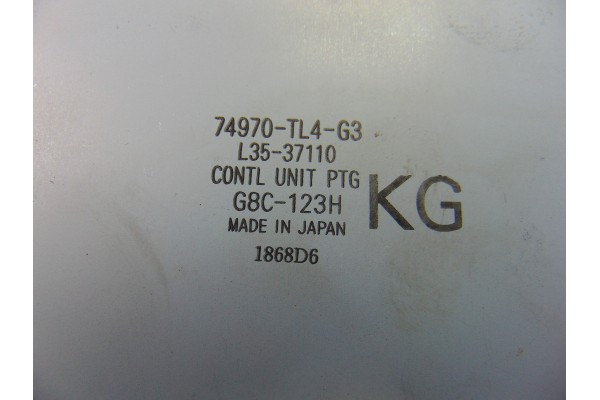 74970-TL4-G3
L35-37110
CONTL UNIT PTG
G8C-123H KG
MADE IN JAPAN
1868D6